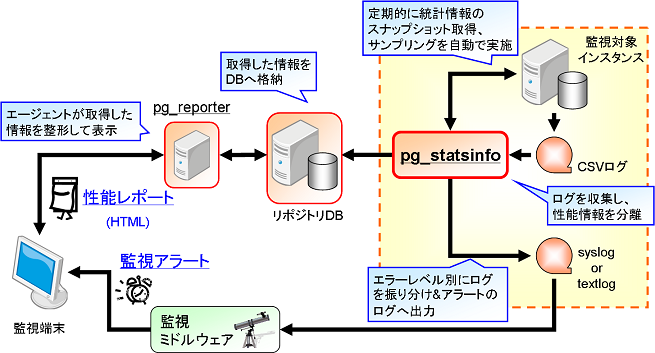 定期的に統計情報の
スナップショット取得、
サンプリングを自動で実施
監視対象
インスタンス
取得した情報を
DBへ格納
エージェントが取得した
情報を整形して表示
pg_reporter
pg_statsinfo
CSVログ
リポジトリDB
ログを収集し、
性能情報を分離
性能レポート
(HTML)
監視アラート
エラーレベル別にログ
を振り分け&アラートの
ログへ出力
syslog
or
textlog
監視端末
監視
ミドルウェア